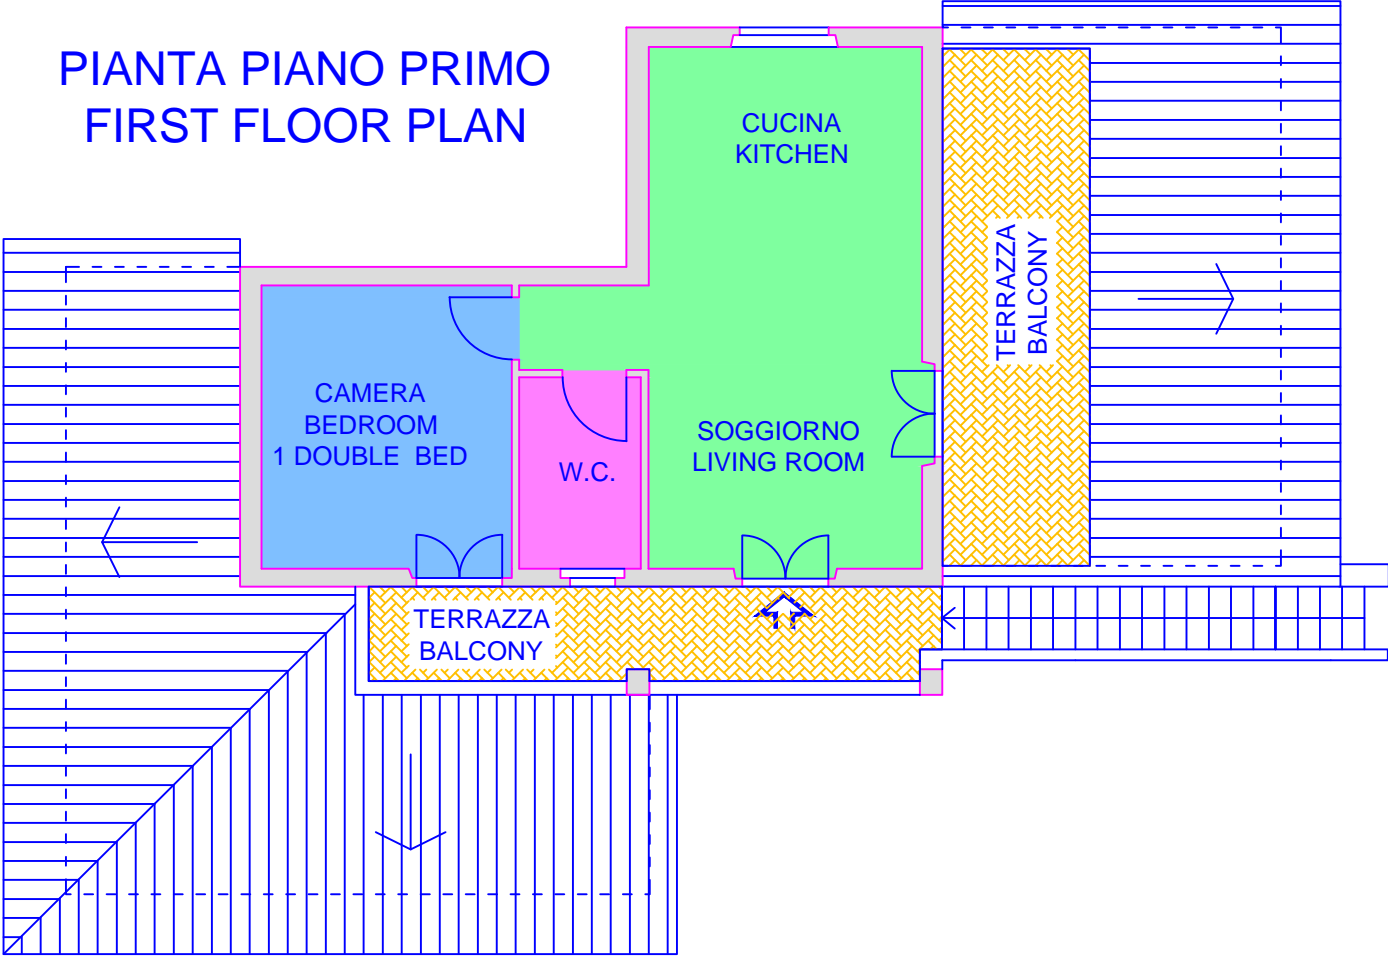 PIANTA PIANO PRIMO
FIRST FLOOR PLAN
CUCINA
KITCHEN
TERRAZZA
BALCONY
CAMERA
BEDROOM
1 DOUBLE BED
W.C.
SOGGIORNO
LIVING ROOM
TERRAZZA
BALCONY